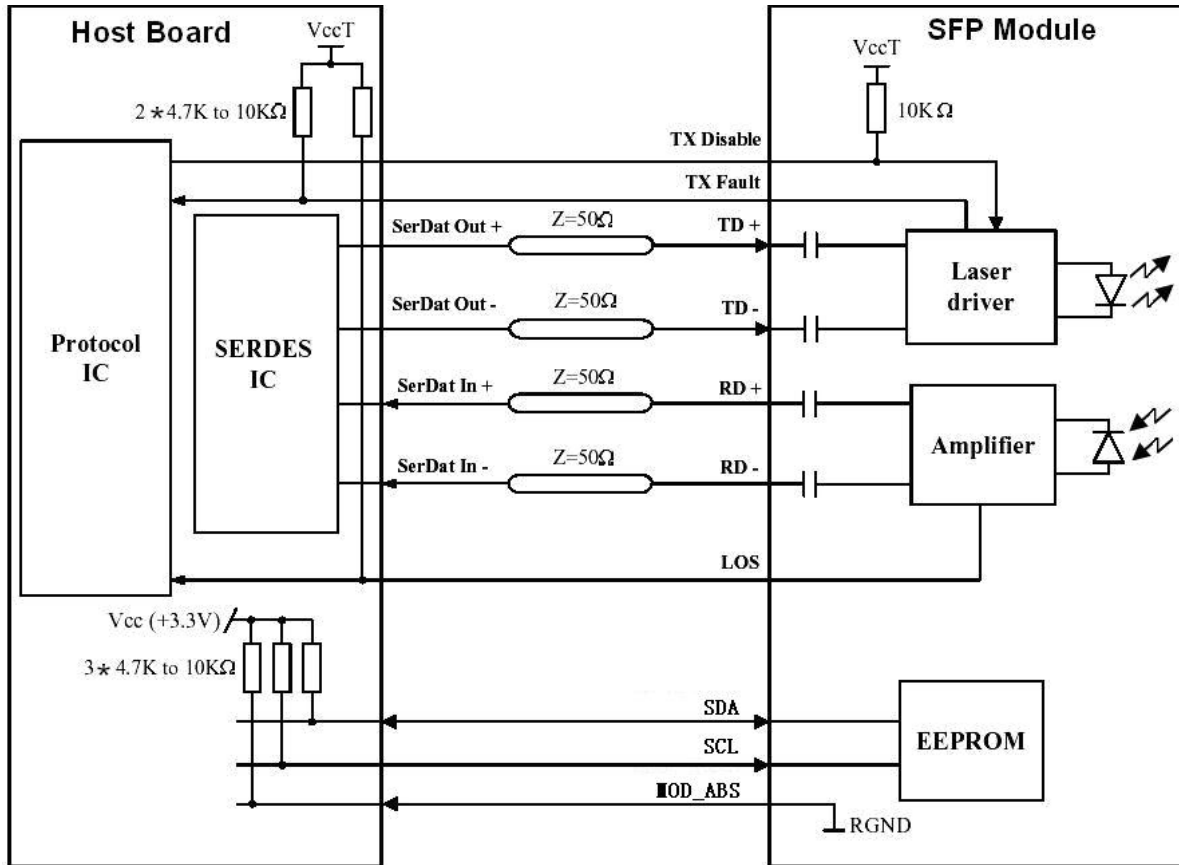 Host Board
SFP Module
VccT
VccT
2*4.7K to 10KΩ
10KΩ
TX Disable
TX Fault
SerDat Out +
Z=50Ω
TD +
Laser
driver
SerDat Out -
Z=50Ω
TD -
Protocol
IC
SERDES
IC
SerDat In +
Z=50Ω
RD +
Amplifier
SerDat In -
Z=50Ω
RD -
LOS
Vcc (+3.3V)
3*4.7K to 10KΩ
SDA
EEPROM
SCL
MOD_ABS
RGND